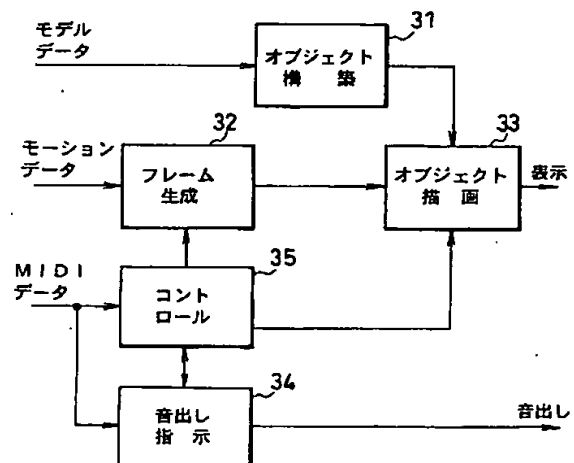 モデル
データ
31
オブジェクト
構築
32
33
モーション
データ
フレーム
生成
オブジェクト
描画
表示
MIDI
データ
35
コント
ロール
34
音出し
指示
音出し